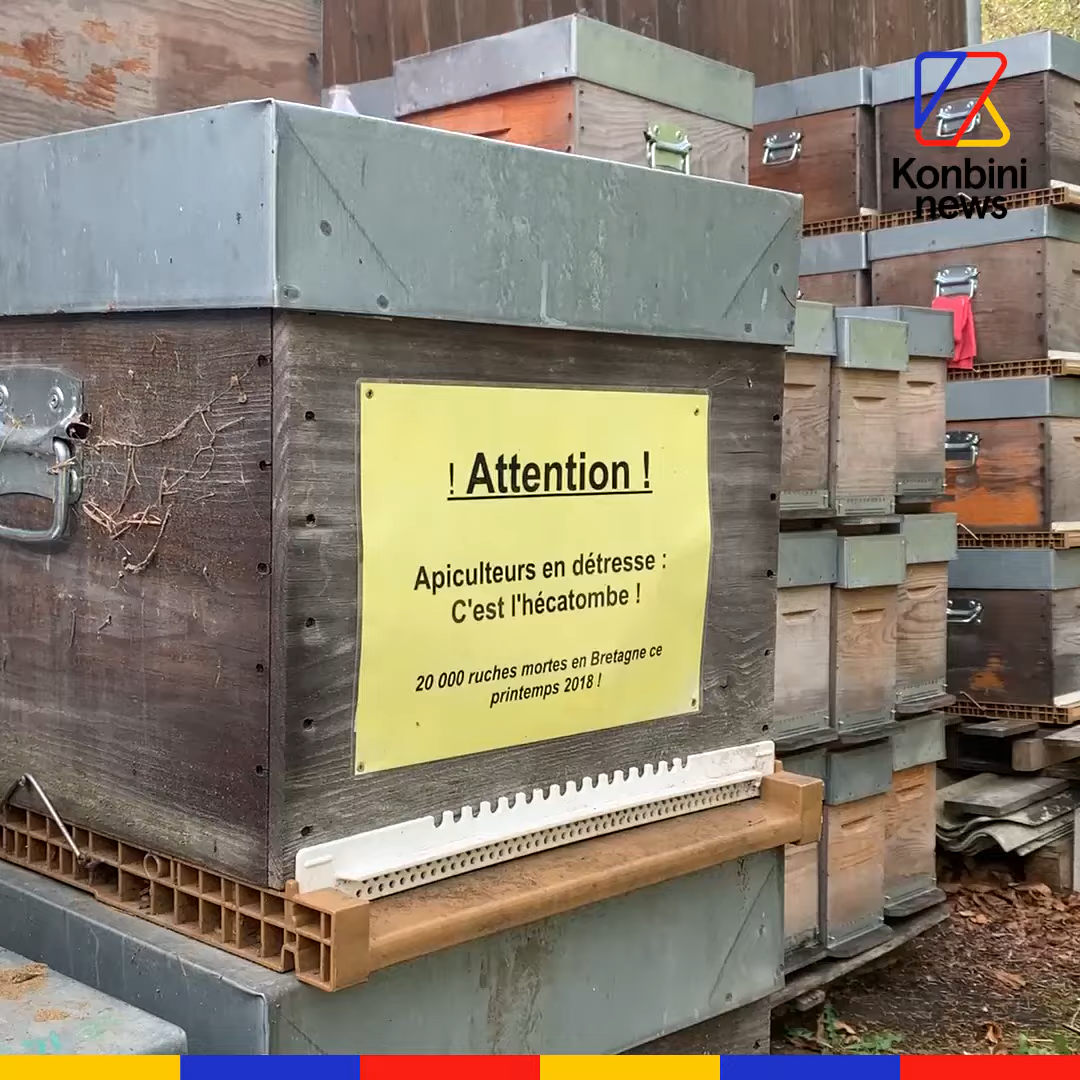 Konbini
news
! Attention !
Apiculteurs en détresse :
C'est l'hécatombe !
20 000 ruches mortes en Bretagne ce
printemps 2018 !